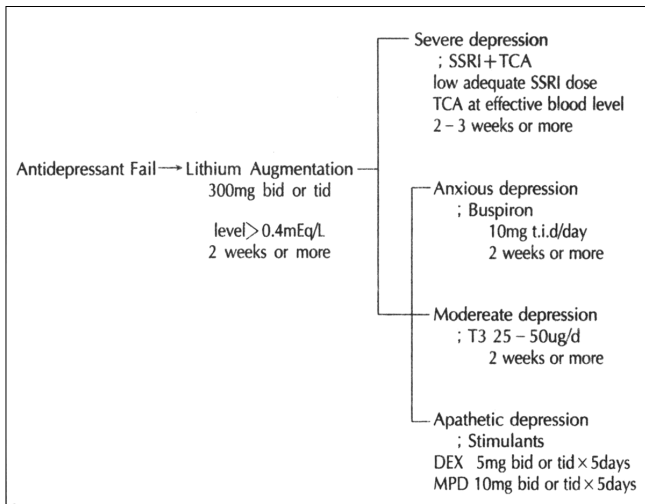 Severe depression
; SSRI+TCA
low adequate SSRI dose
TCA at effective blood level
2–3 weeks or more
Antidepressant Fail→Lithium Augmentation
300mg bid or tid
level>0.4mEq/L
2 weeks or more
Anxious depression
; Buspiron
10mg t.i.d/day
2 weeks or more
Modereate depression
; T3 25–50ug/d
2 weeks or more
Apathetic depression
; Stimulants
DEX 5mg bid or tid×5days
MPD 10mg bid or tid×5days